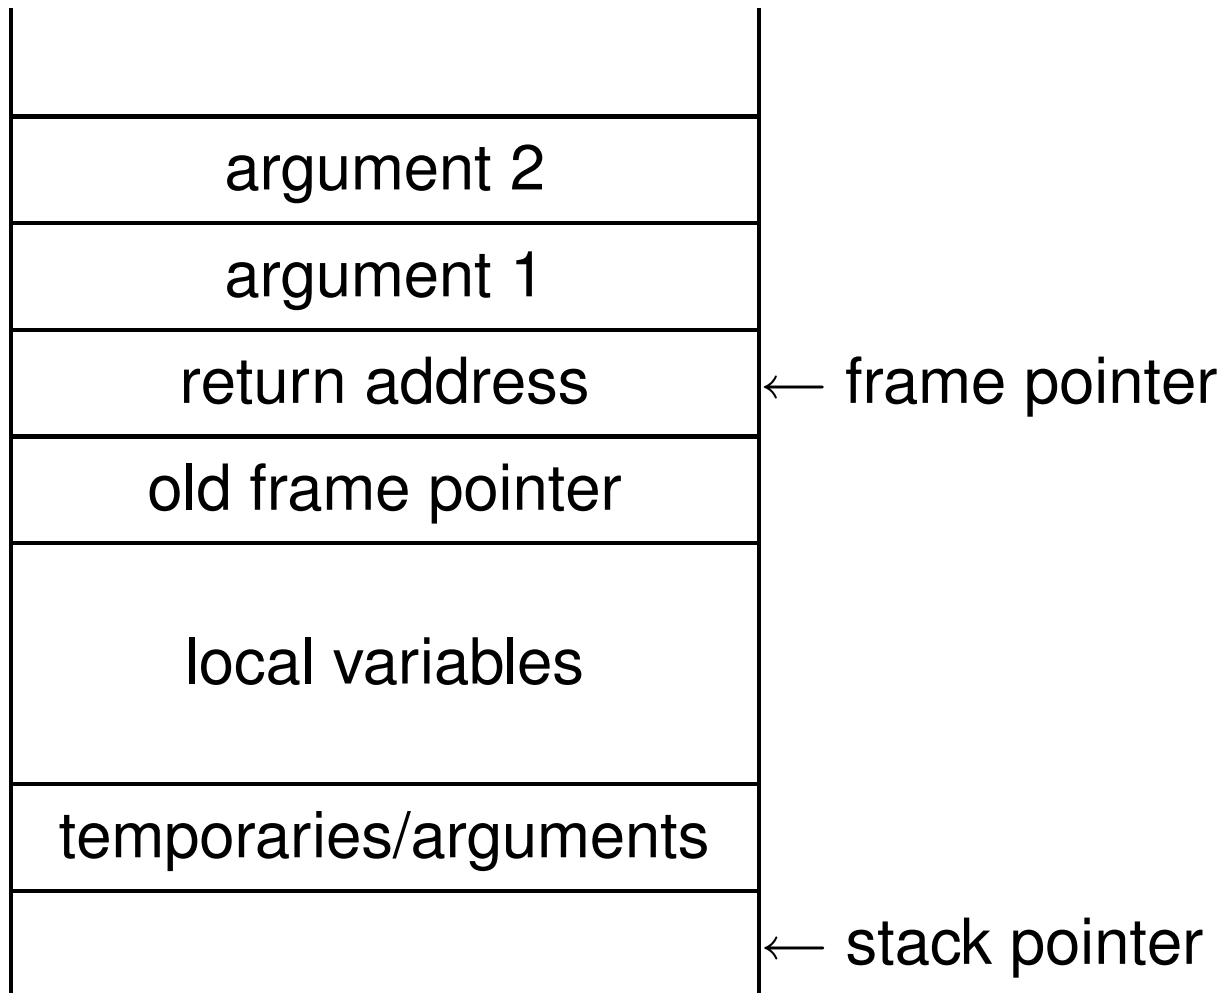 argument 2
argument 1
return address
← frame pointer
old frame pointer
local variables
temporaries/arguments
← stack pointer